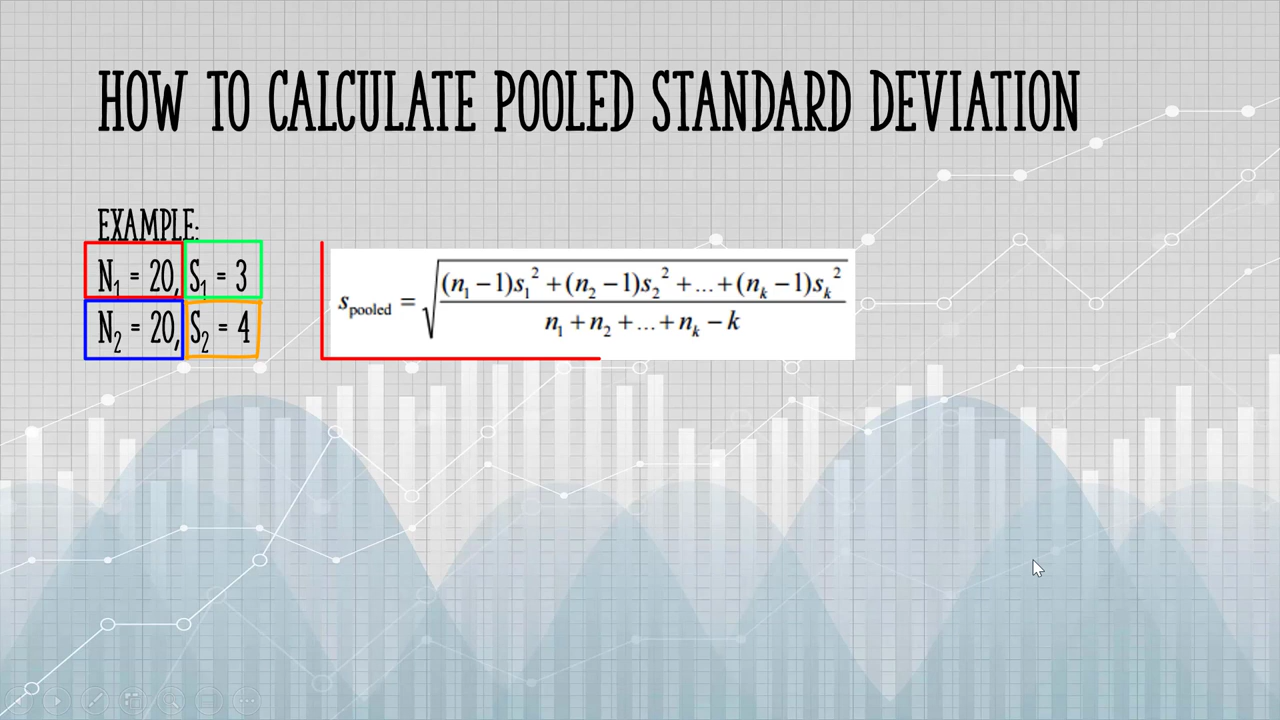 HOW TO CALCULATE POOLED STANDARD DEVIATION
EXAMPLE:
N₁ = 20, S₁ = 3
N₂ = 20, S₂ = 4
s_pooled = √(((n₁ − 1)s₁² + (n₂ − 1)s₂² + ... + (nₖ − 1)sₖ²) / (n₁ + n₂ + ... + nₖ − k))